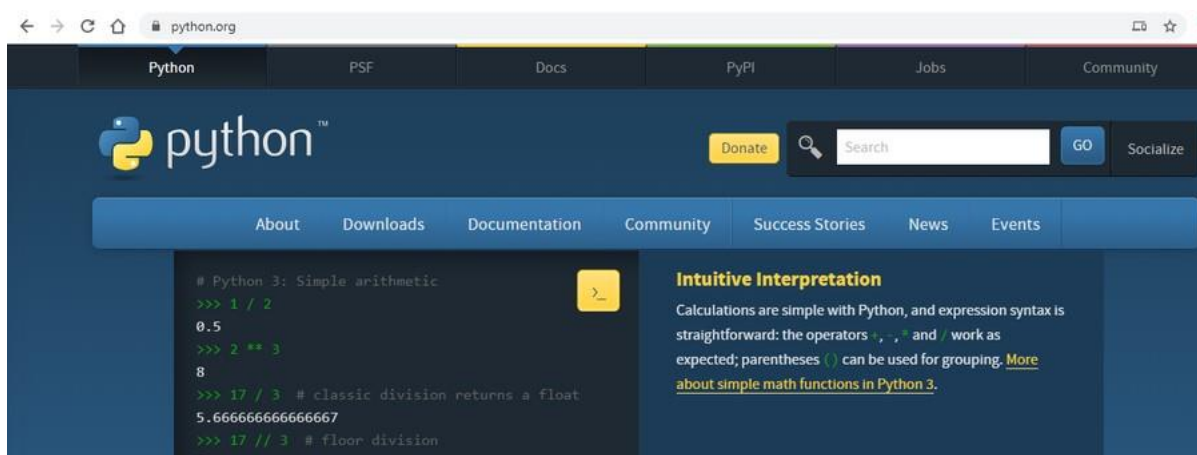 python.org
Python PSF Docs PyPI Jobs Community
python™
Donate Search GO Socialize
About Downloads Documentation Community Success Stories News Events
# Python 3: Simple arithmetic
>>> 1 / 2
0.5
>>> 2 ** 3
8
>>> 17 / 3 # classic division returns a float
5.666666666666667
>>> 17 // 3 # floor division
>_
Intuitive Interpretation
Calculations are simple with Python, and expression syntax is
straightforward: the operators +, -, * and / work as
expected; parentheses () can be used for grouping. More
about simple math functions in Python 3.